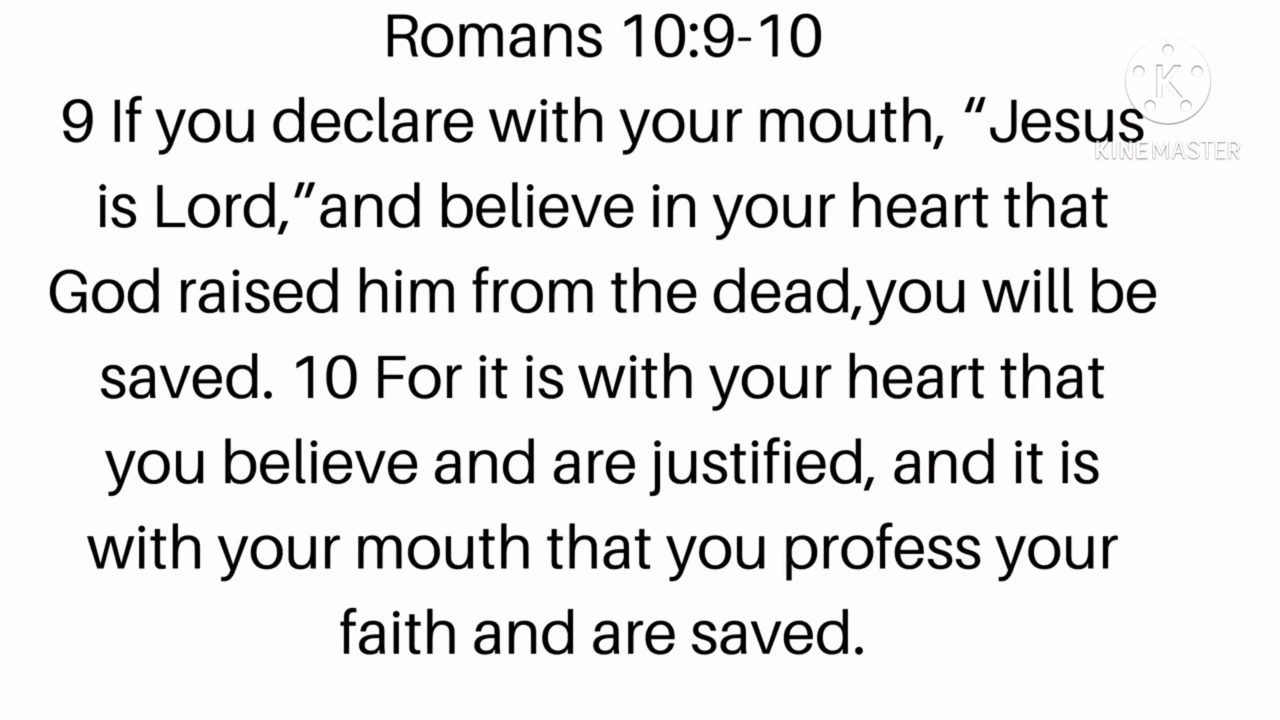 Romans 10:9-10
9 If you declare with your mouth, “Jesus
is Lord,”and believe in your heart that
God raised him from the dead,you will be
saved. 10 For it is with your heart that
you believe and are justified, and it is
with your mouth that you profess your
faith and are saved.
K
KINEMASTER